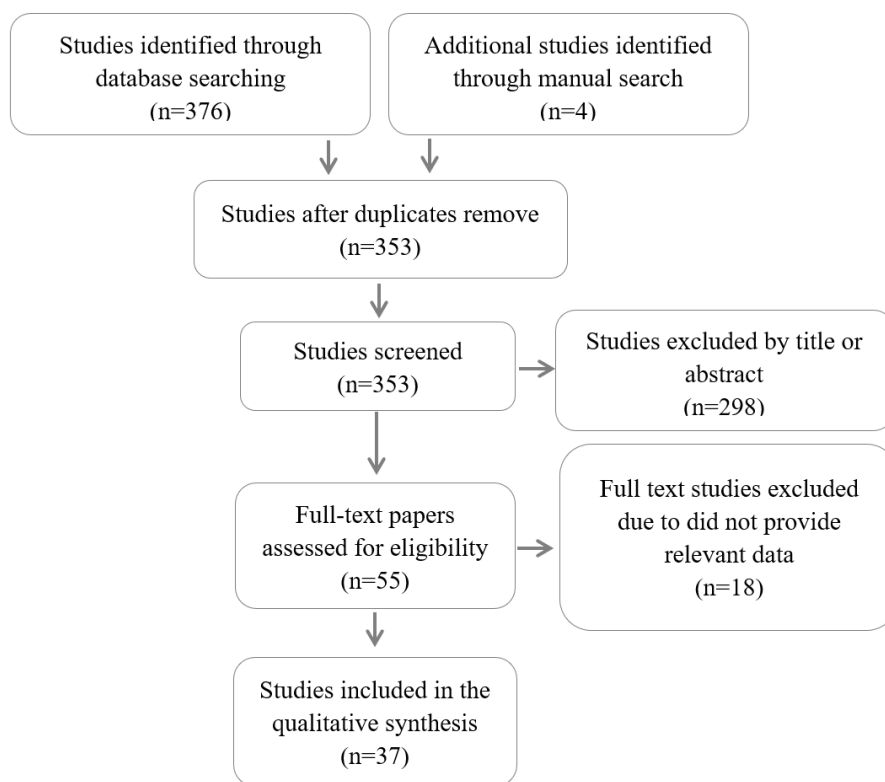 Studies identified through
database searching
(n=376)
Additional studies identified
through manual search
(n=4)
Studies after duplicates remove
(n=353)
Studies screened
(n=353)
Studies excluded by title or
abstract
(n=298)
Full-text papers
assessed for eligibility
(n=55)
Full text studies excluded
due to did not provide
relevant data
(n=18)
Studies included in the
qualitative synthesis
(n=37)